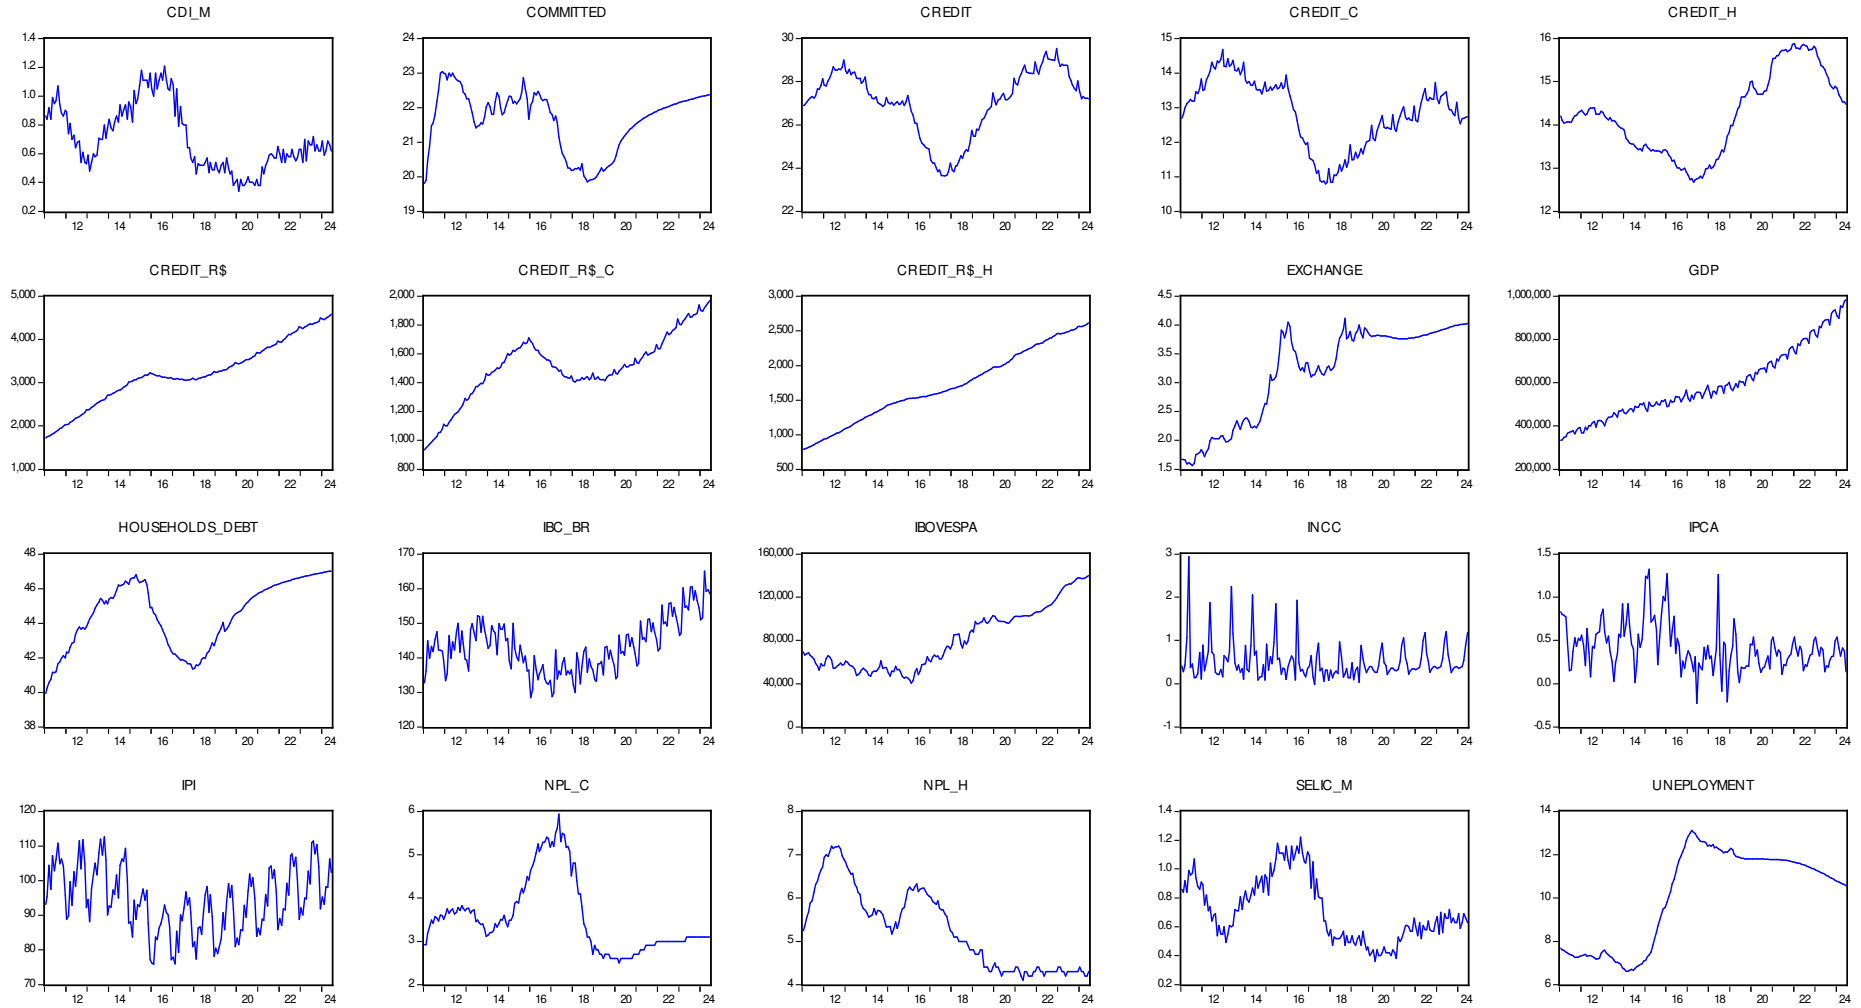 CDI_M COMMITTED CREDIT CREDIT_C CREDIT_H
1.4 24 30 15 16
1.2 23 28 14 15
1.0 22 26 13 14
0.8 21 24 12 13
0.6 20 22 11 12
0.4 19 10
0.2
12 14 16 18 20 22 24 12 14 16 18 20 22 24 12 14 16 18 20 22 24 12 14 16 18 20 22 24 12 14 16 18 20 22 24
CREDIT_R$ CREDIT_R$_C CREDIT_R$_H EXCHANGE GDP
5,000 2,000 3,000 4.5 1,000,000
4,000 1,800 2,500 4.0 800,000
3,000 1,600 2,000 3.5 600,000
2,000 1,400 1,500 3.0 400,000
1,000 1,200 1,000 2.5 200,000
1,000 500 2.0
800 1.5
12 14 16 18 20 22 24 12 14 16 18 20 22 24 12 14 16 18 20 22 24 12 14 16 18 20 22 24 12 14 16 18 20 22 24
HOUSEHOLDS_DEBT IBC_BR IBOVESPA INCC IPCA
48 170 160,000 3 1.5
46 160 120,000 2 1.0
44 150 80,000 1 0.5
42 140 40,000 0 0.0
40 130 0 -1 -0.5
38 120
12 14 16 18 20 22 24 12 14 16 18 20 22 24 12 14 16 18 20 22 24 12 14 16 18 20 22 24 12 14 16 18 20 22 24
IPI NPL_C NPL_H SELIC_M UNEPLOYMENT
120 6 8 1.4 14
110 5 7 1.2 12
100 4 6 1.0 10
90 3 5 0.8 8
80 2 4 0.6 6
70 0.4
0.2
12 14 16 18 20 22 24 12 14 16 18 20 22 24 12 14 16 18 20 22 24 12 14 16 18 20 22 24 12 14 16 18 20 22 24